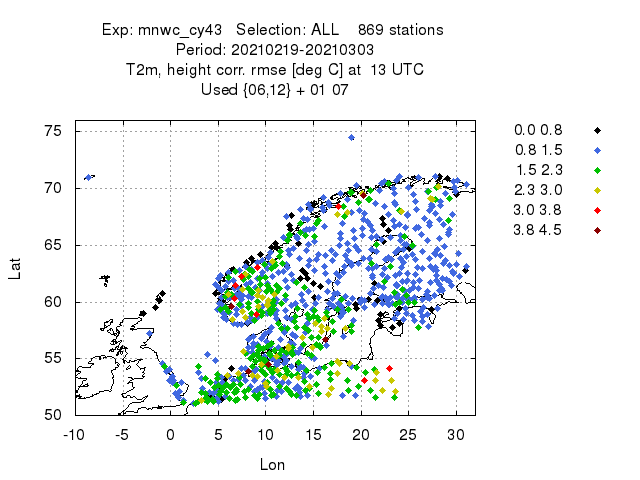 Exp: mnwc_cy43 Selection: ALL 869 stations
Period: 20210219-20210303
T2m, height corr. rmse [deg C] at 13 UTC
Used {06,12} + 01 07
0.0 0.8
0.8 1.5
1.5 2.3
2.3 3.0
3.0 3.8
3.8 4.5
75
70
65
60
55
50
Lat
-10 -5 0 5 10 15 20 25 30
Lon